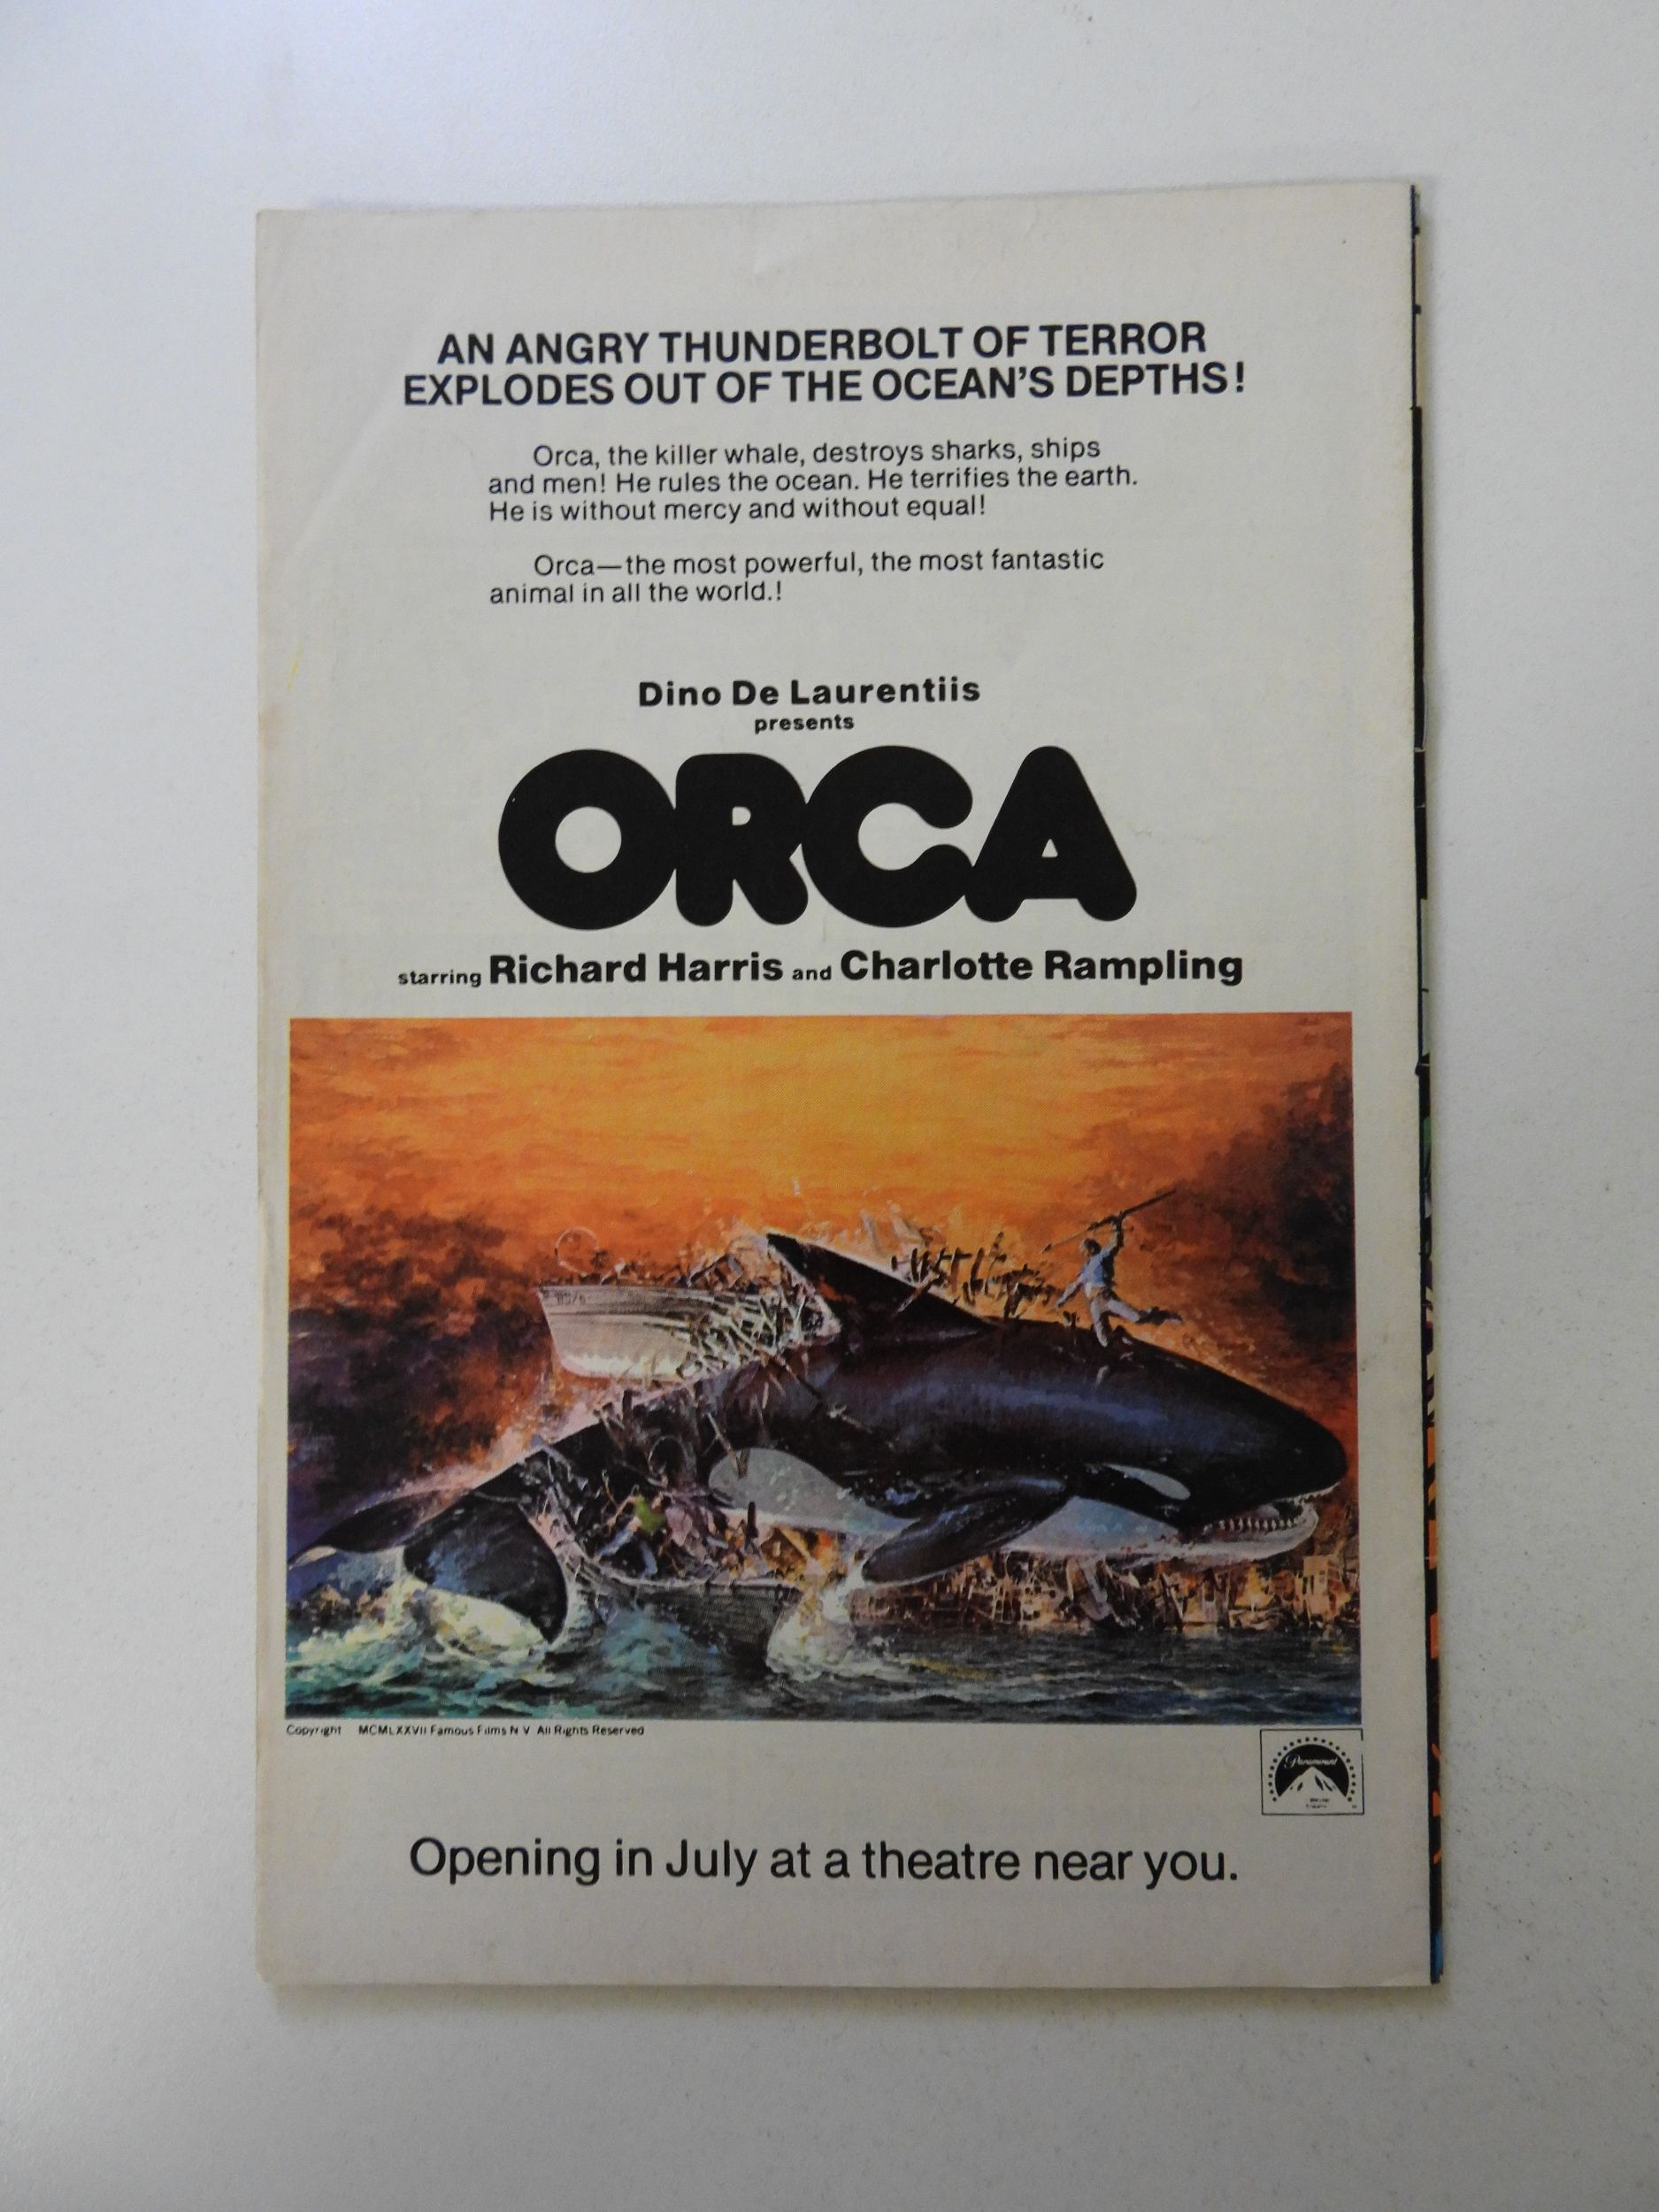 AN ANGRY THUNDERBOLT OF TERROR
EXPLODES OUT OF THE OCEAN'S DEPTHS!
Orca, the killer whale, destroys sharks, ships
and men! He rules the ocean. He terrifies the earth.
He is without mercy and without equal!
Orca—the most powerful, the most fantastic
animal in all the world.!
Dino De Laurentiis
presents
ORCA
starring Richard Harris and Charlotte Rampling
Copyright MCMLXXVII Famous Films N V All Rights Reserved
Paramount
Opening in July at a theatre near you.